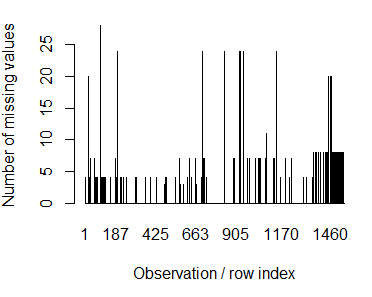 Number of missing values
25
20
15
10
5
0
1 187 425 663 905 1170 1460
Observation / row index